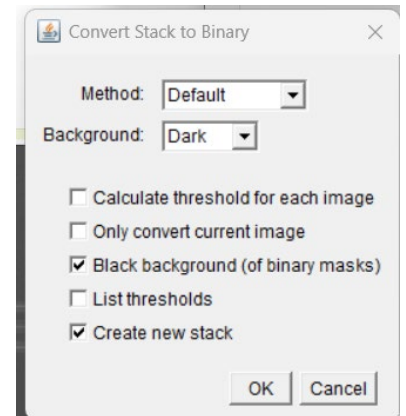 Convert Stack to Binary
Method: Default
Background: Dark
Calculate threshold for each image
Only convert current image
Black background (of binary masks)
List thresholds
Create new stack
OK Cancel